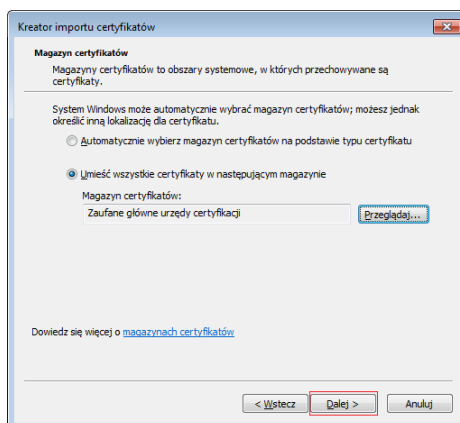 Kreator importu certyfikatów
Magazyn certyfikatów
Magazyny certyfikatów to obszary systemowe, w których przechowywane są
certyfikaty.
System Windows może automatycznie wybrać magazyn certyfikatów; możesz jednak
określić inną lokalizację dla certyfikatu.
Automatycznie wybierz magazyn certyfikatów na podstawie typu certyfikatu
Umieść wszystkie certyfikaty w następującym magazynie
Magazyn certyfikatów:
Zaufane główne urzędy certyfikacji
Przeglądaj...
Dowiedz się więcej o magazynach certyfikatów
< Wstecz Dalej > Anuluj